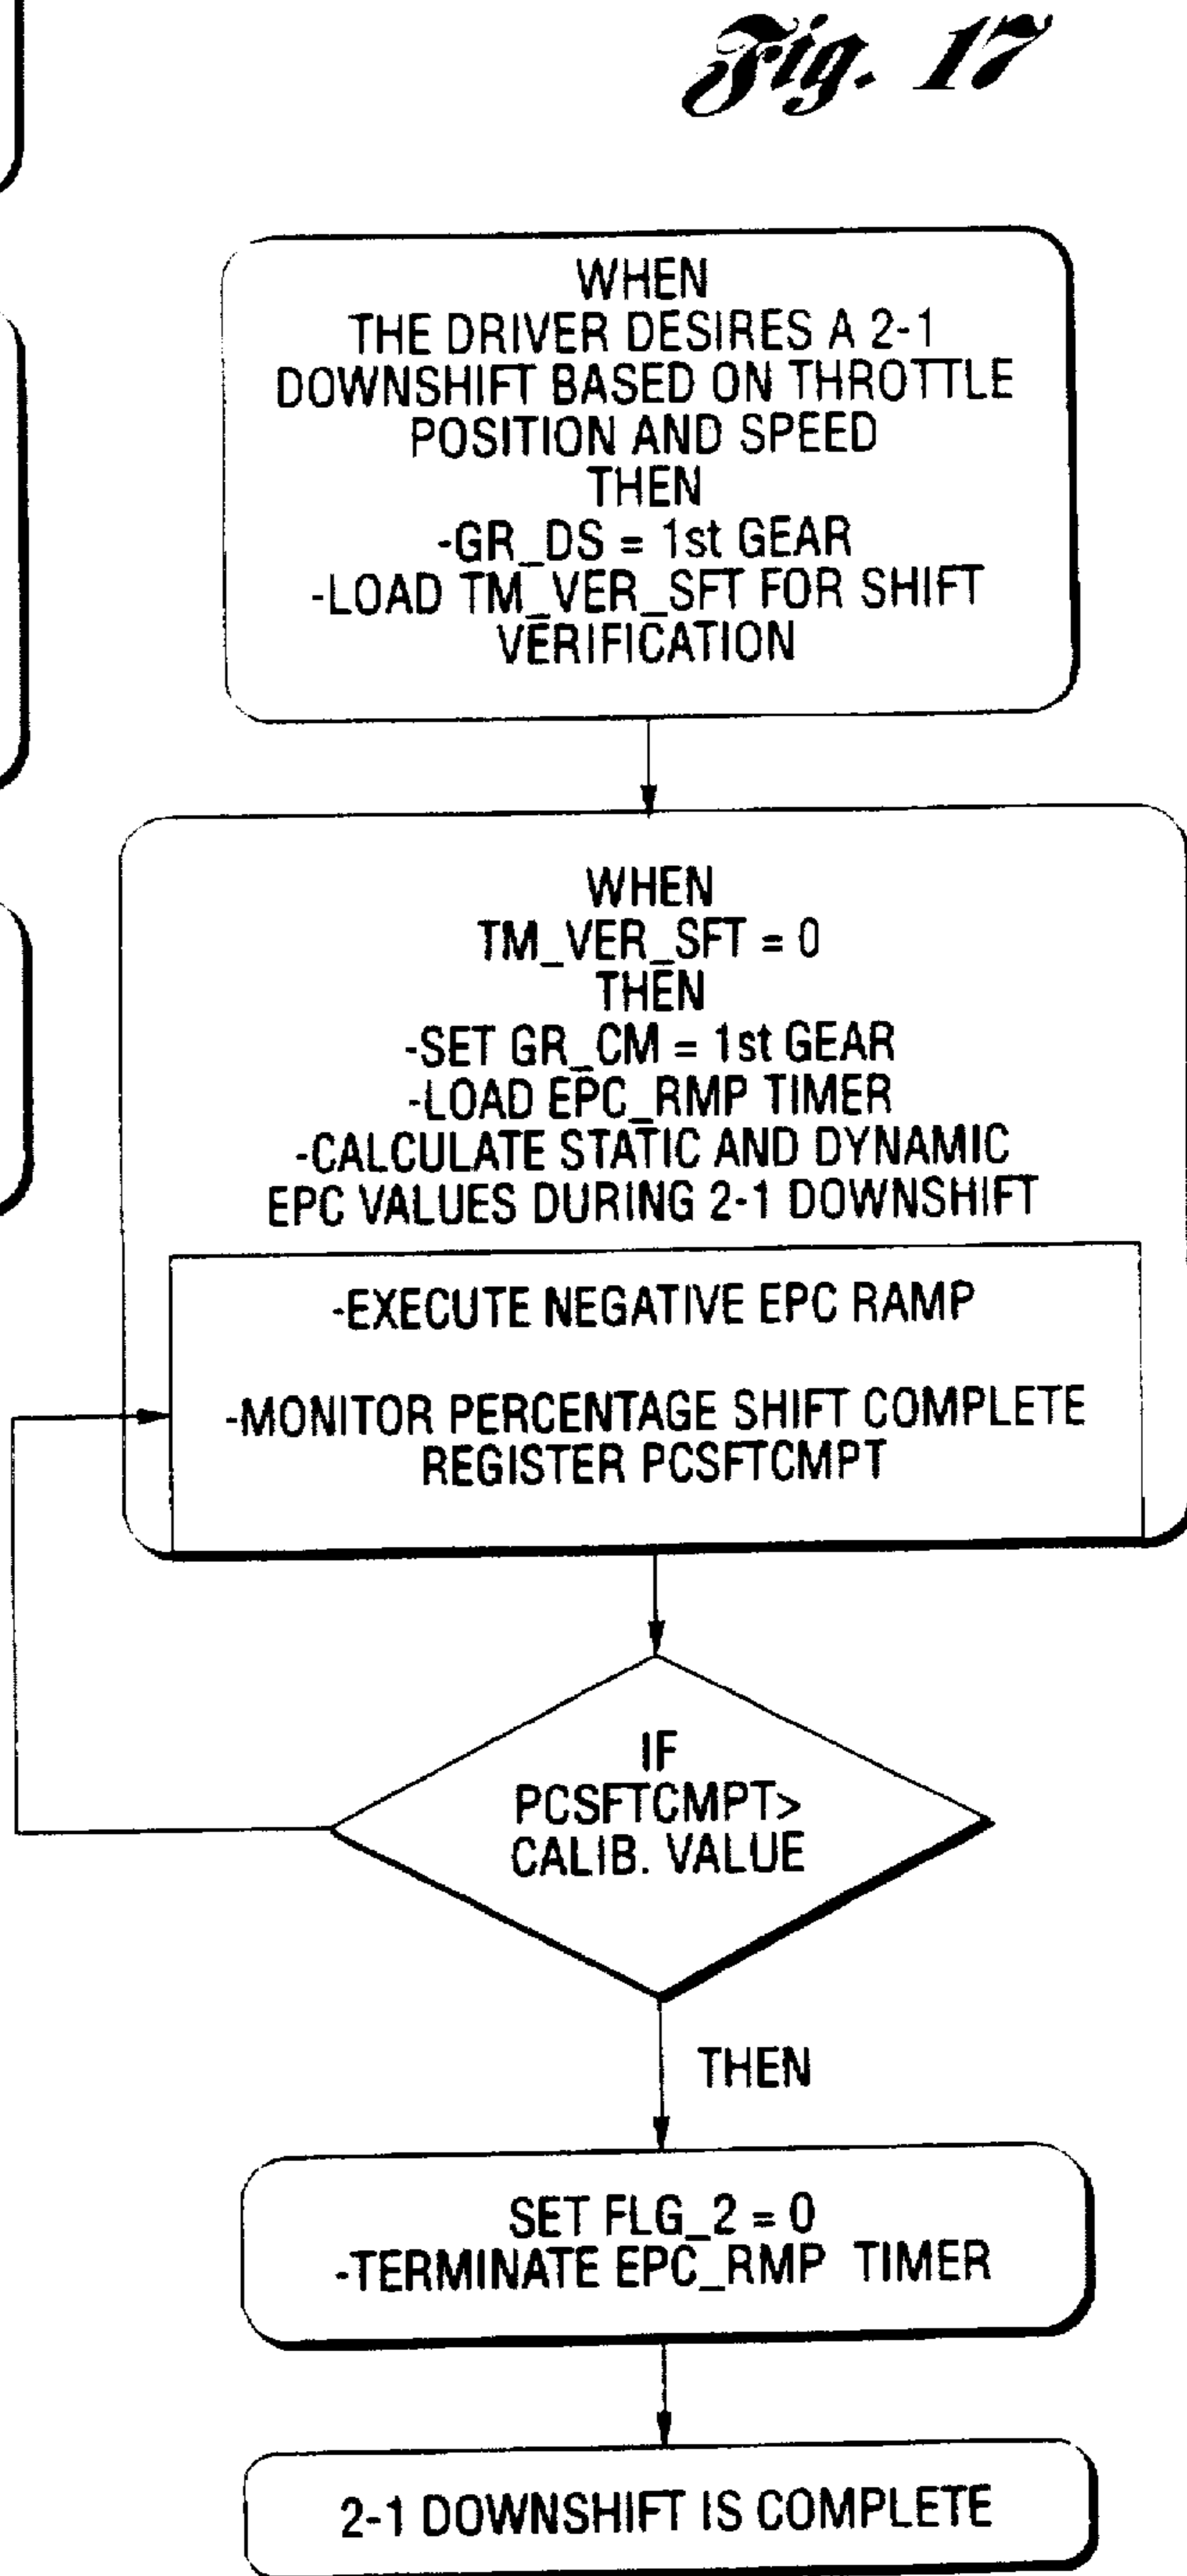 Fig. 17
WHEN
THE DRIVER DESIRES A 2-1
DOWNSHIFT BASED ON THROTTLE
POSITION AND SPEED
THEN
-GR_DS = 1st GEAR
-LOAD TM_VER_SFT FOR SHIFT
VERIFICATION
WHEN
TM_VER_SFT = 0
THEN
-SET GR_CM = 1st GEAR
-LOAD EPC_RMP TIMER
-CALCULATE STATIC AND DYNAMIC
EPC VALUES DURING 2-1 DOWNSHIFT
-EXECUTE NEGATIVE EPC RAMP
-MONITOR PERCENTAGE SHIFT COMPLETE
REGISTER PCSFTCMPT
IF
PCSFTCMPT>
CALIB. VALUE
THEN
SET FLG_2 = 0
-TERMINATE EPC_RMP TIMER
2-1 DOWNSHIFT IS COMPLETE